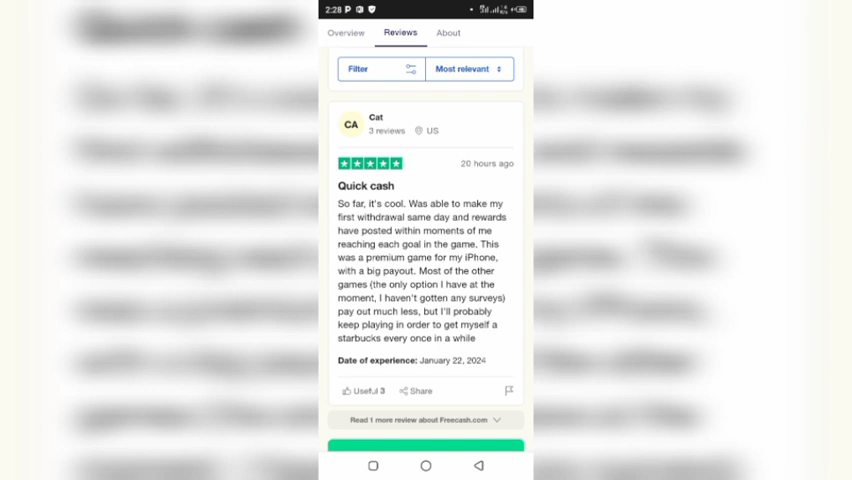 2:28
Overview Reviews About
Filter Most relevant
CA Cat
3 reviews US
20 hours ago
Quick cash
So far, it's cool. Was able to make my
first withdrawal same day and rewards
have posted within moments of me
reaching each goal in the game. This
was a premium game for my iPhone,
with a big payout. Most of the other
games (the only option I have at the
moment, I haven't gotten any surveys)
pay out much less, but I'll probably
keep playing in order to get myself a
starbucks every once in a while
Date of experience: January 22, 2024
Useful 3 Share
Read 1 more review about Freecash.com